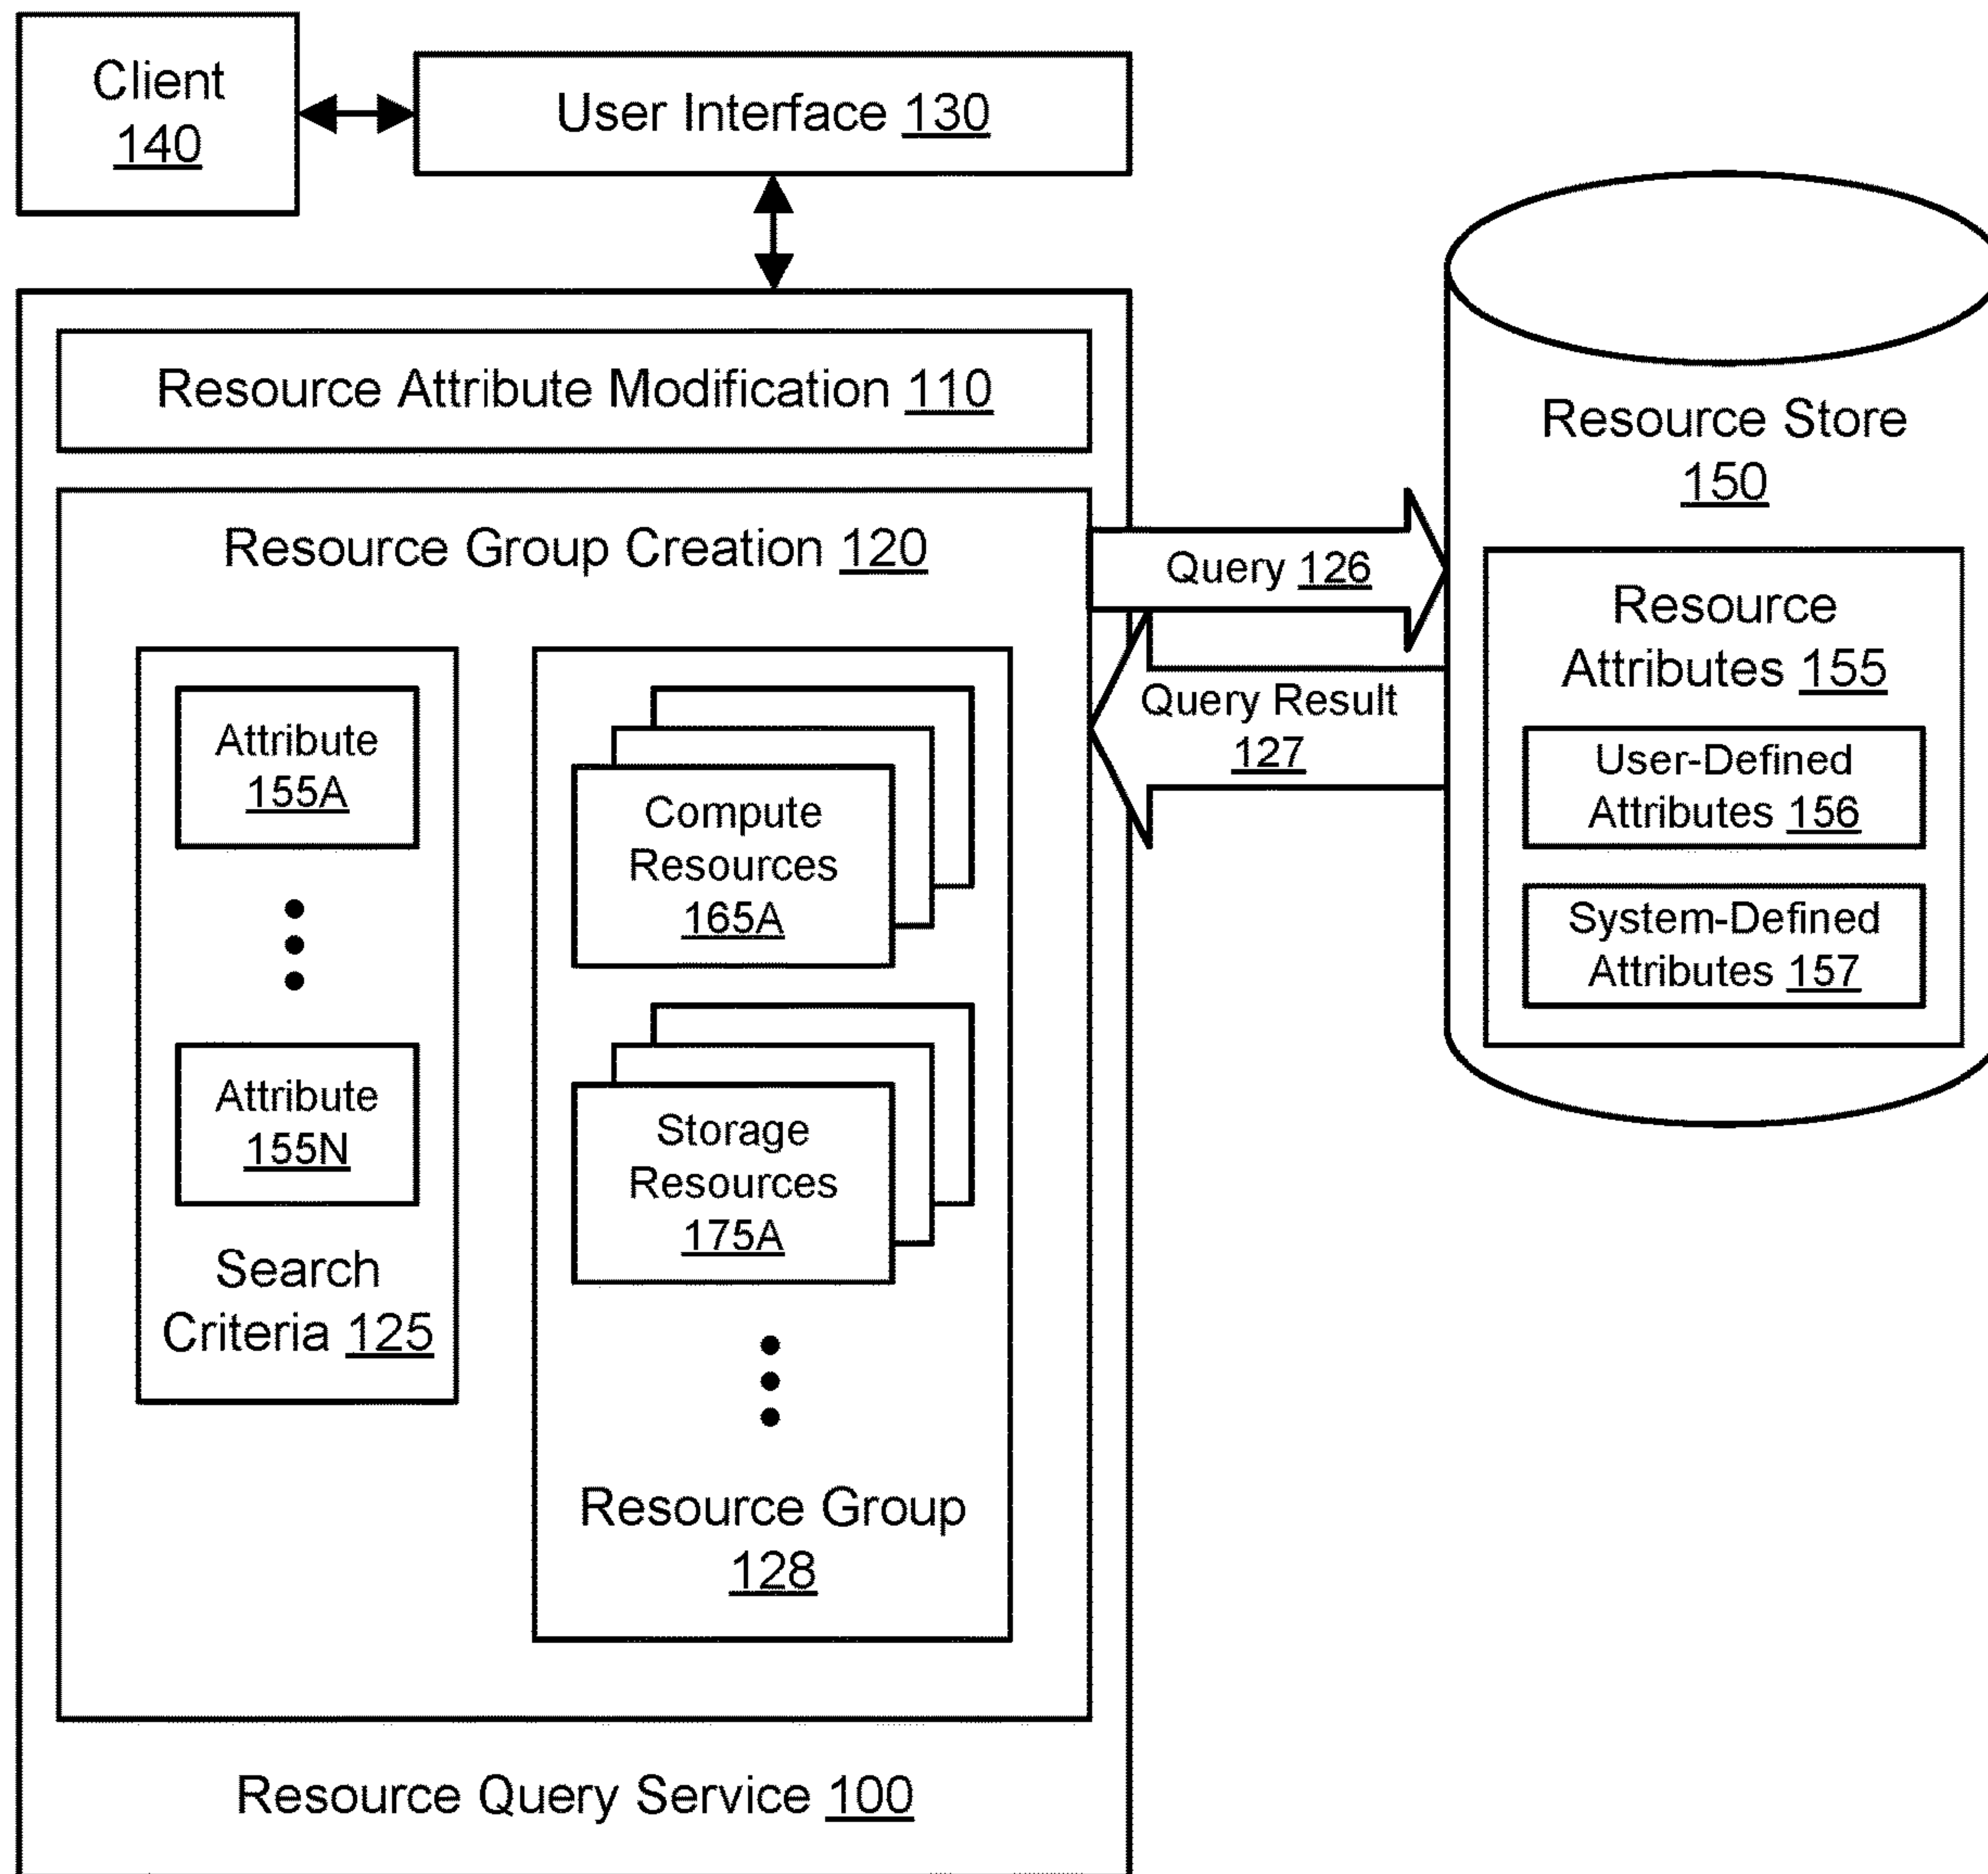 Client
140
User Interface 130
Resource Attribute Modification 110
Resource Group Creation 120
Attribute
155A
Attribute
155N
Search
Criteria 125
Compute
Resources
165A
Storage
Resources
175A
Resource Group
128
Resource Query Service 100
Query 126
Query Result
127
Resource Store
150
Resource
Attributes 155
User-Defined
Attributes 156
System-Defined
Attributes 157